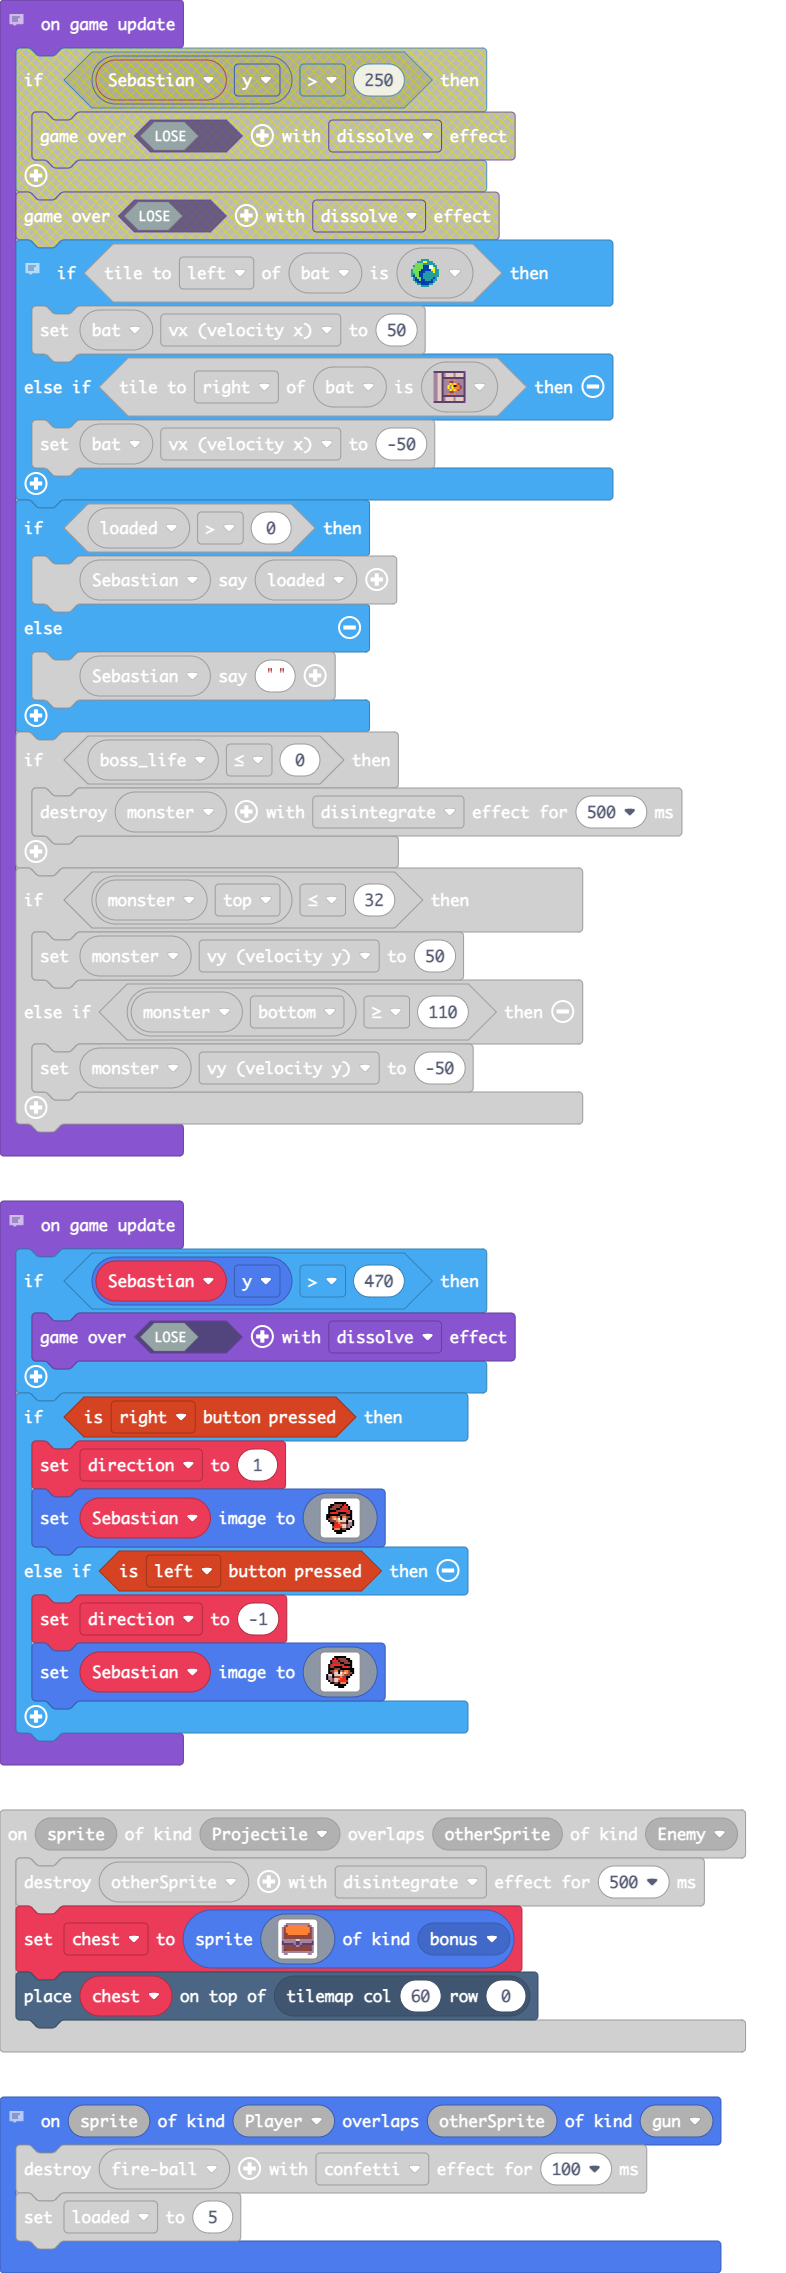 on game update
if Sebastian y > 250 then
game over LOSE with dissolve effect
game over LOSE with dissolve effect
if tile to left of bat is then
set bat vx (velocity x) to 50
else if tile to right of bat is then
set bat vx (velocity x) to -50
if loaded > 0 then
Sebastian say loaded
else
Sebastian say " "
if boss_life ≤ 0 then
destroy monster with disintegrate effect for 500 ms
if monster top ≤ 32 then
set monster vy (velocity y) to 50
else if monster bottom ≥ 110 then
set monster vy (velocity y) to -50
on game update
if Sebastian y > 470 then
game over LOSE with dissolve effect
if is right button pressed then
set direction to 1
set Sebastian image to
else if is left button pressed then
set direction to -1
set Sebastian image to
on sprite of kind Projectile overlaps otherSprite of kind Enemy
destroy otherSprite with disintegrate effect for 500 ms
set chest to sprite of kind bonus
place chest on top of tilemap col 60 row 0
on sprite of kind Player overlaps otherSprite of kind gun
destroy fire-ball with confetti effect for 100 ms
set loaded to 5